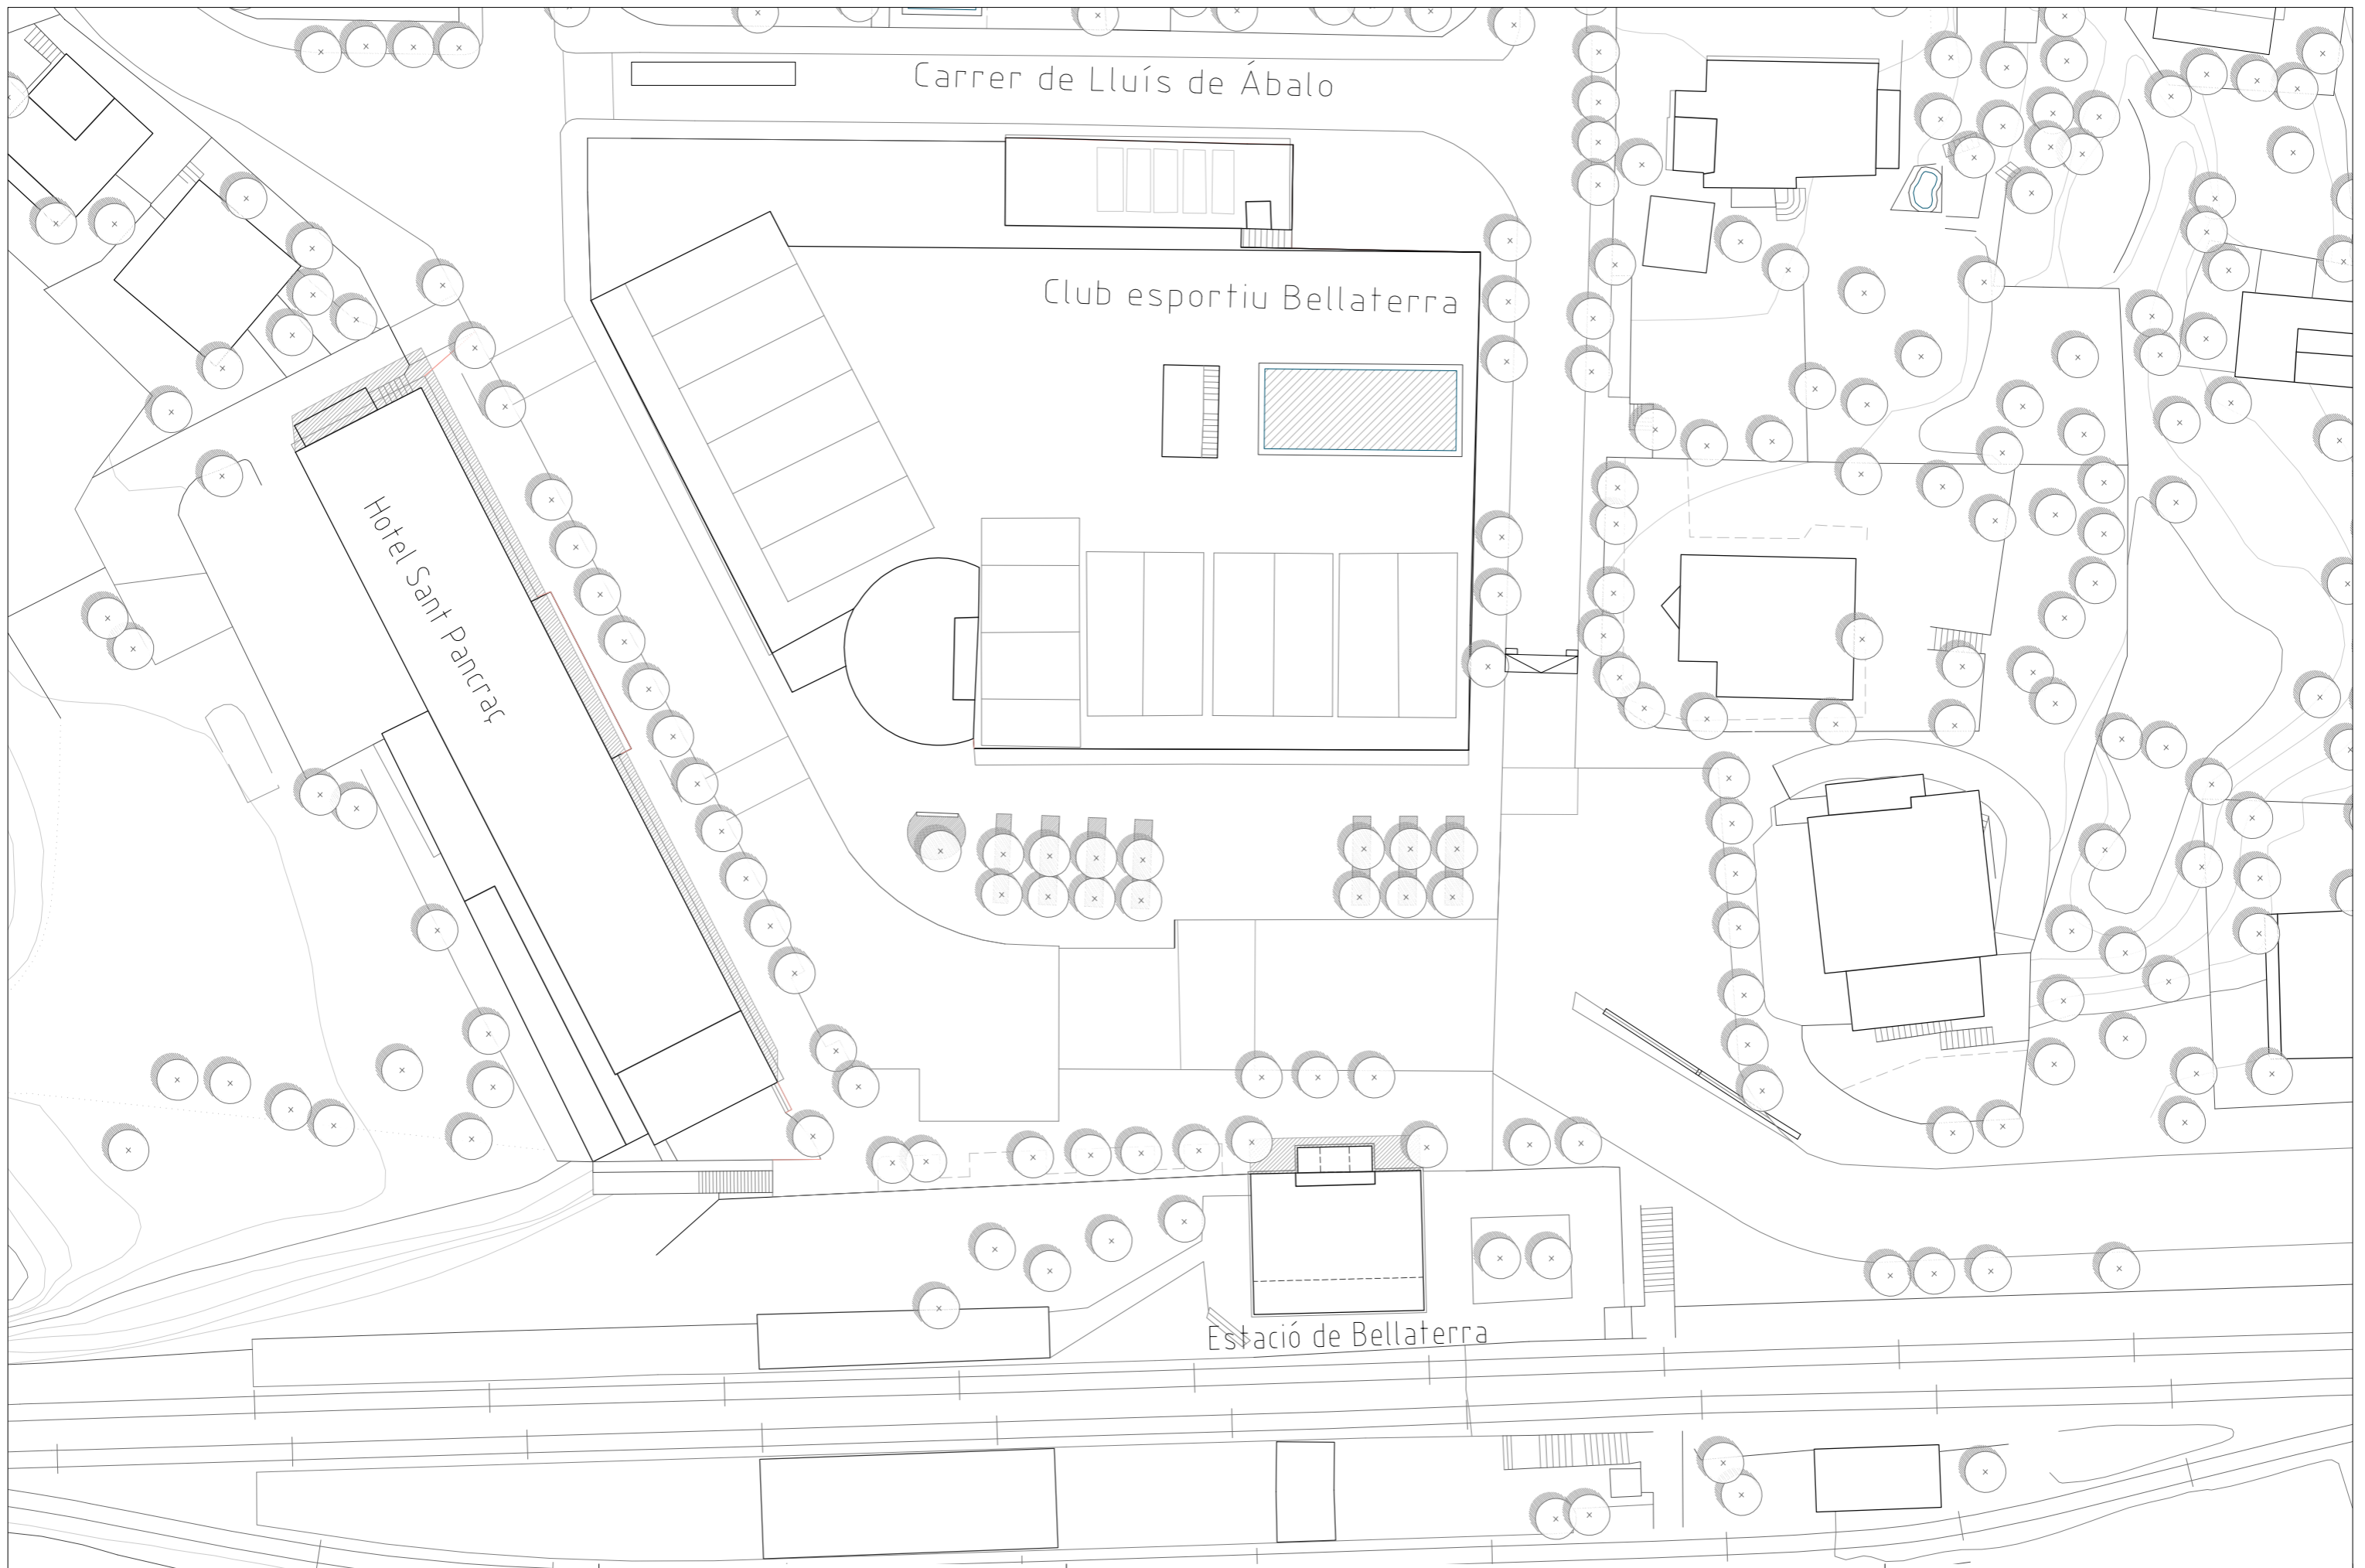 Carrer de Lluís de Ábalo
Club esportiu Bellaterra
Hotel Sant Pancraç
Estació de Bellaterra